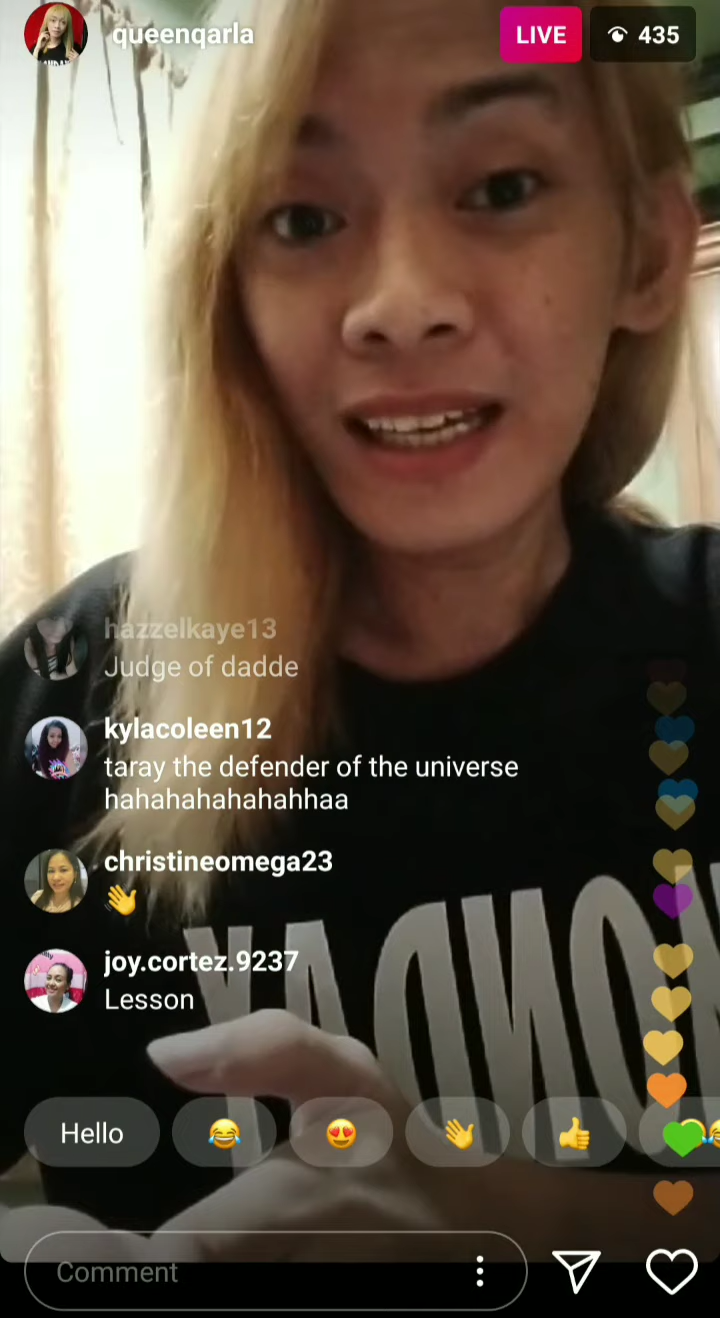 queenqarla
LIVE
435
hazzelkaye13
Judge of dadde
kylacoleen12
taray the defender of the universe
hahahahahahahhaa
christineomega23
👋
joy.cortez.9237
Lesson
ONDAY
Hello
😂 😍 👋 👍
Comment